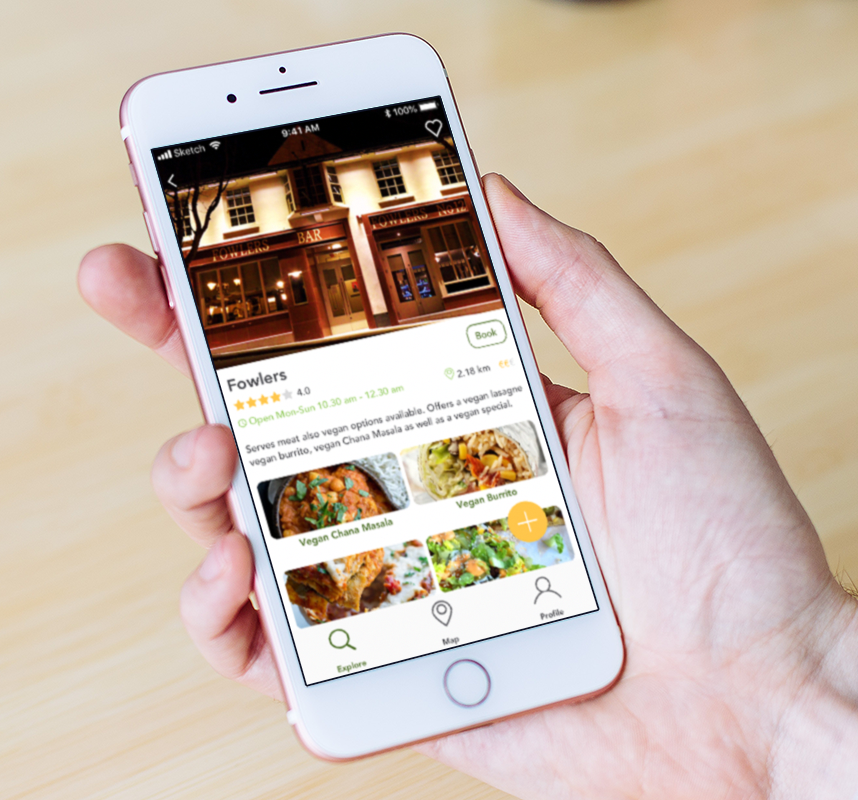 Sketch 9:41 AM 100%
FOWLERS BAR FOWLERS
Book
Fowlers
4.0 2.18 km €€€
Open Mon-Sun 10.30 am - 12.30 am
Serves meat also vegan options available. Offers a vegan lasagne
vegan burrito, vegan Chana Masala as well as a vegan special.
Vegan Chana Masala Vegan Burrito
Explore Map Profile